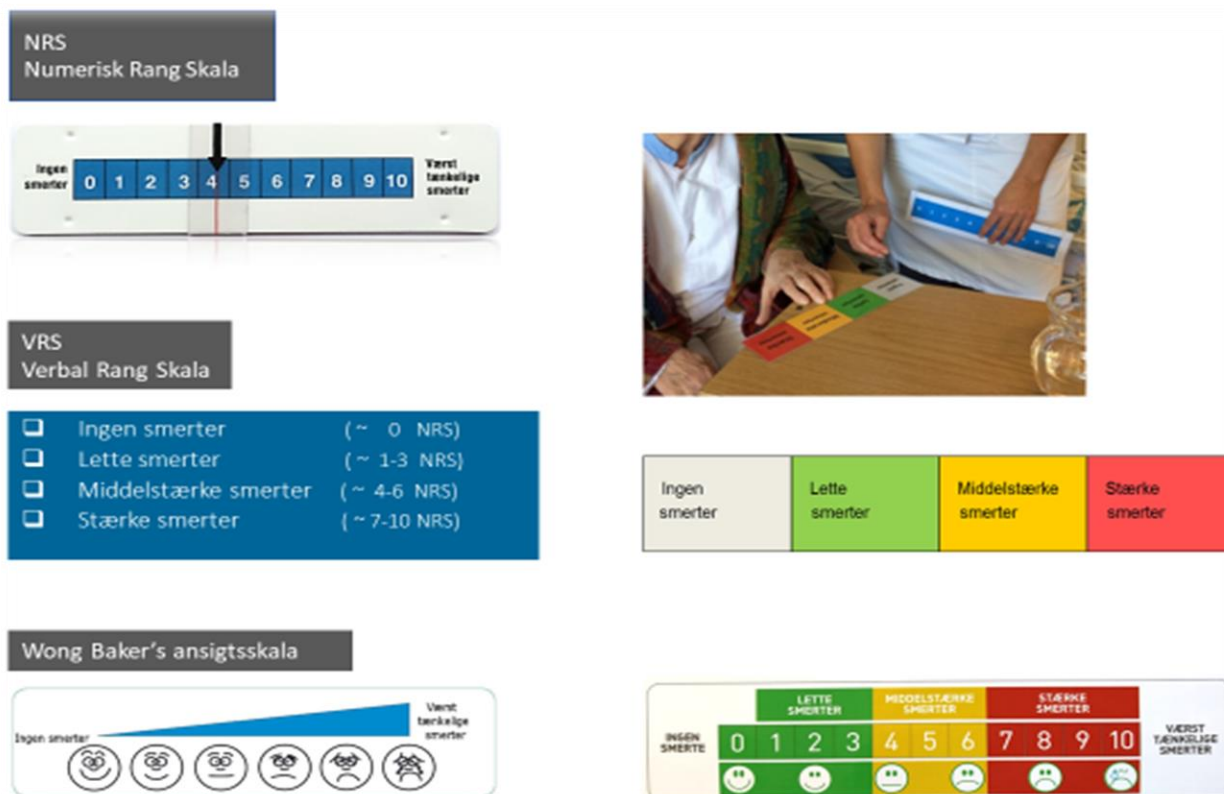 NRS
Numerisk Rang Skala
Ingen
smerter
0 1 2 3 4 5 6 7 8 9 10
Værst
tænkelige
smerter
VRS
Verbal Rang Skala
Ingen smerter (~ 0 NRS)
Lette smerter (~ 1-3 NRS)
Middelstærke smerter (~ 4-6 NRS)
Stærke smerter (~ 7-10 NRS)
Ingen
smerter
Lette
smerter
Middelstærke
smerter
Stærke
smerter
Wong Baker's ansigtsskala
Ingen smerter
Værst
tænkelige
smerter
INGEN
SMERTE
LETTE
SMERTER
MIDDELSTÆRKE
SMERTER
STÆRKE
SMERTER
0 1 2 3 4 5 6 7 8 9 10
VÆRST
TÆNKELIGE
SMERTER